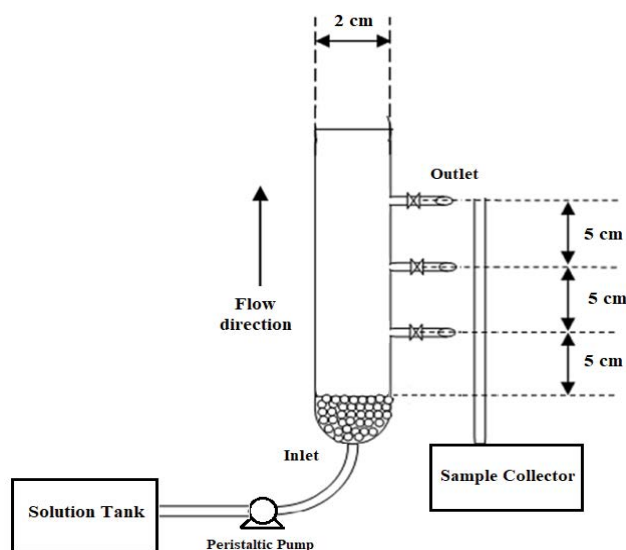 2 cm
Outlet
5 cm
Flow
direction
5 cm
5 cm
Inlet
Sample Collector
Solution Tank
Peristaltic Pump